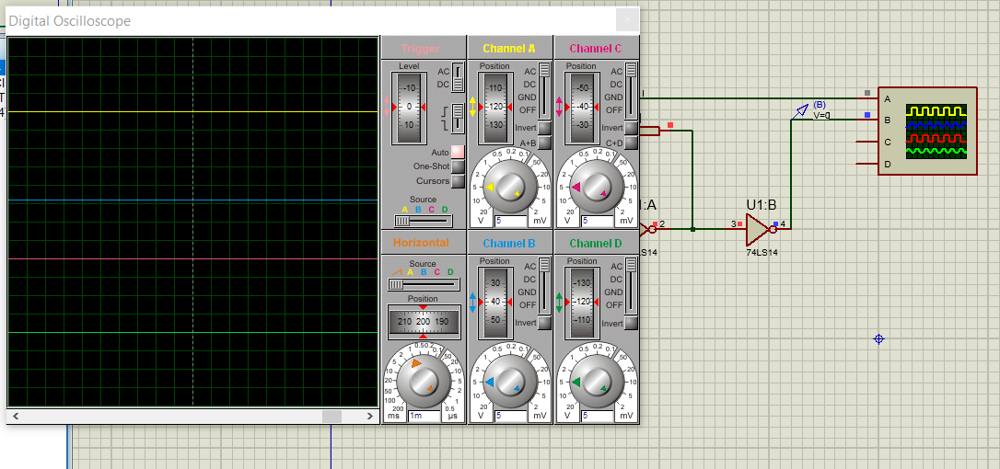 Digital Oscilloscope
Trigger
Level
AC
DC
-10
0
10
Auto
One-Shot
Cursors
Source
A B C D
Channel A
Position
AC
DC
GND
OFF
110
120
130
Invert
A+B
20 10 5 2 1 0.5 0.2 0.1 50 20 10 5 2
V 5 mV
Channel C
Position
AC
DC
GND
OFF
-50
-40
-30
Invert
C+D
20 10 5 2 1 0.5 0.2 0.1 50 20 10 5 2
V 5 mV
Horizontal
Source
A B C D
Position
210 200 190
200 100 50 20 10 5 2 1 0.5 0.2 0.1 50 20 10 5 2 1 0.5
ms 1m µs
Channel B
Position
AC
DC
GND
OFF
30
40
50
Invert
20 10 5 2 1 0.5 0.2 0.1 50 20 10 5 2
V 5 mV
Channel D
Position
AC
DC
GND
OFF
-130
-120
-110
Invert
20 10 5 2 1 0.5 0.2 0.1 50 20 10 5 2
V 5 mV
(B)
V=0
A
B
C
D
:A
2
S14
U1:B
3
4
74LS14